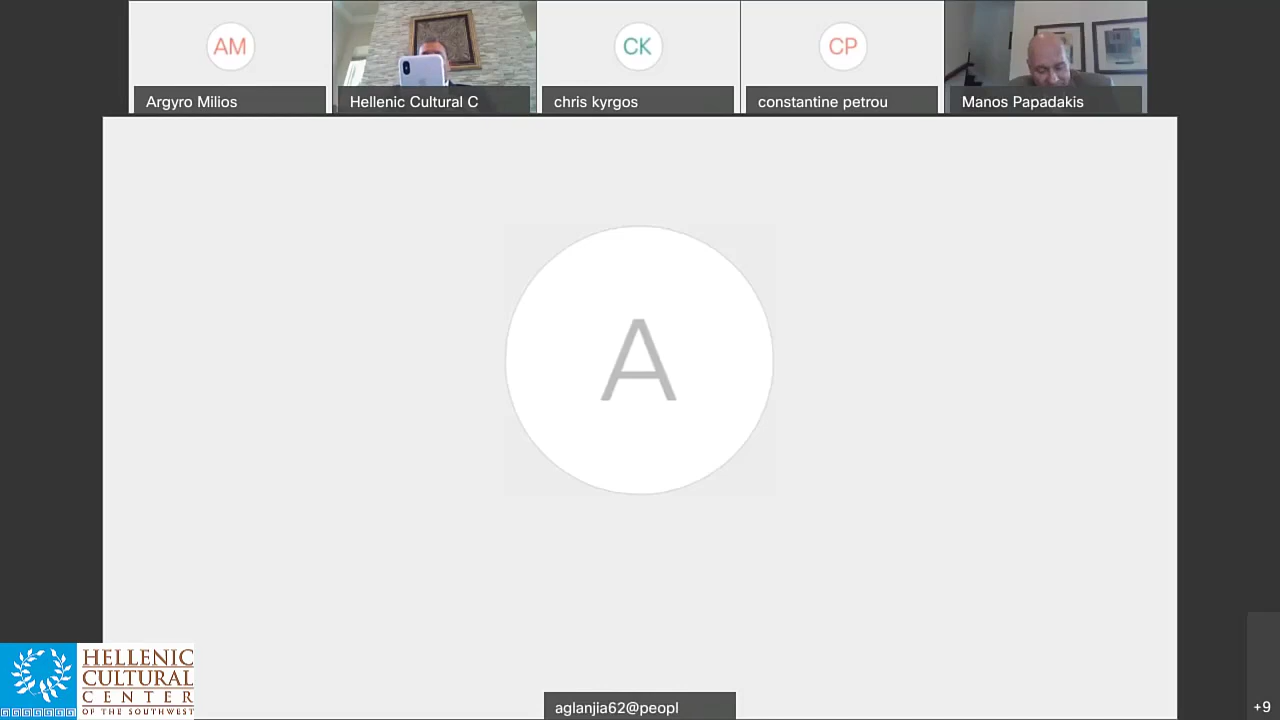 AM
CK
CP
Argyro Milios
Hellenic Cultural C
chris kyrgos
constantine petrou
Manos Papadakis
A
HELLENIC
CULTURAL
CENTER
OF THE SOUTHWEST
aglanjia62@peopl
+9